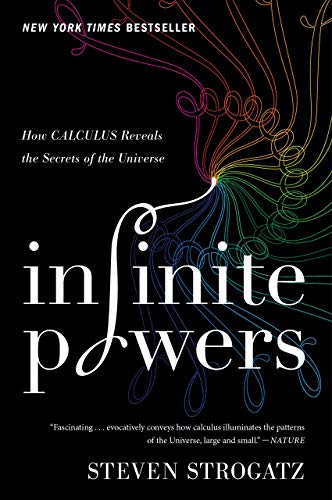 NEW YORK TIMES BESTSELLER
How CALCULUS Reveals
the Secrets of the Universe
infinite
powers
"Fascinating . . . evocatively conveys how calculus illuminates the patterns
of the Universe, large and small." —NATURE
STEVEN STROGATZ